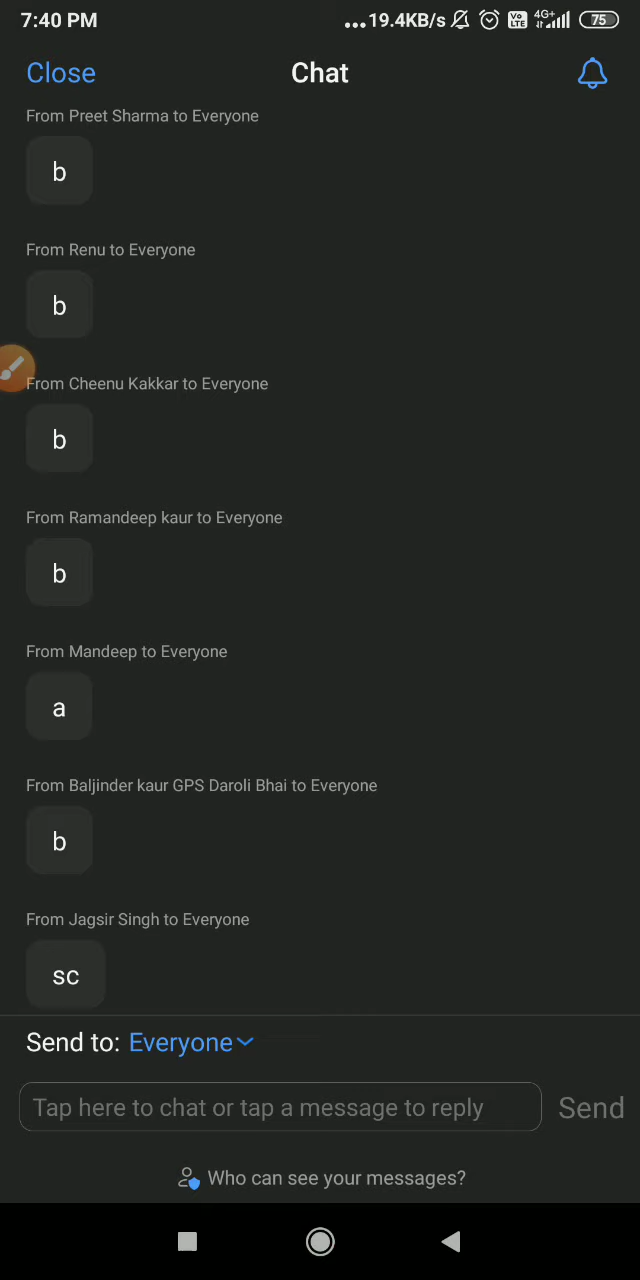 7:40 PM ...19.4KB/s Vo LTE 4G+ 75
Close Chat
From Preet Sharma to Everyone
b
From Renu to Everyone
b
From Cheenu Kakkar to Everyone
b
From Ramandeep kaur to Everyone
b
From Mandeep to Everyone
a
From Baljinder kaur GPS Daroli Bhai to Everyone
b
From Jagsir Singh to Everyone
sc
Send to: Everyone
Tap here to chat or tap a message to reply Send
Who can see your messages?